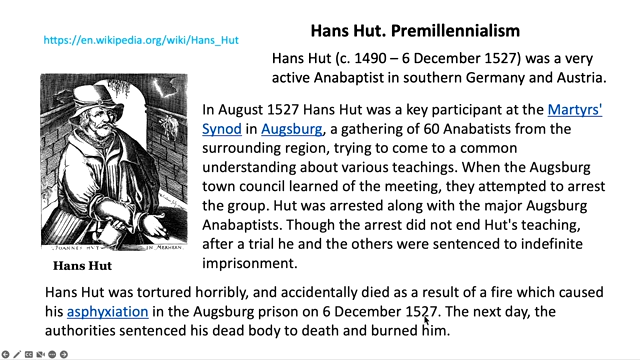 https://en.wikipedia.org/wiki/Hans_Hut
Hans Hut. Premillennialism
Hans Hut (c. 1490 – 6 December 1527) was a very
active Anabaptist in southern Germany and Austria.
In August 1527 Hans Hut was a key participant at the Martyrs'
Synod in Augsburg, a gathering of 60 Anabatists from the
surrounding region, trying to come to a common
understanding about various teachings. When the Augsburg
town council learned of the meeting, they attempted to arrest
the group. Hut was arrested along with the major Augsburg
Anabaptists. Though the arrest did not end Hut's teaching,
after a trial he and the others were sentenced to indefinite
imprisonment.
Hans Hut
Hans Hut was tortured horribly, and accidentally died as a result of a fire which caused
his asphyxiation in the Augsburg prison on 6 December 1527. The next day, the
authorities sentenced his dead body to death and burned him.